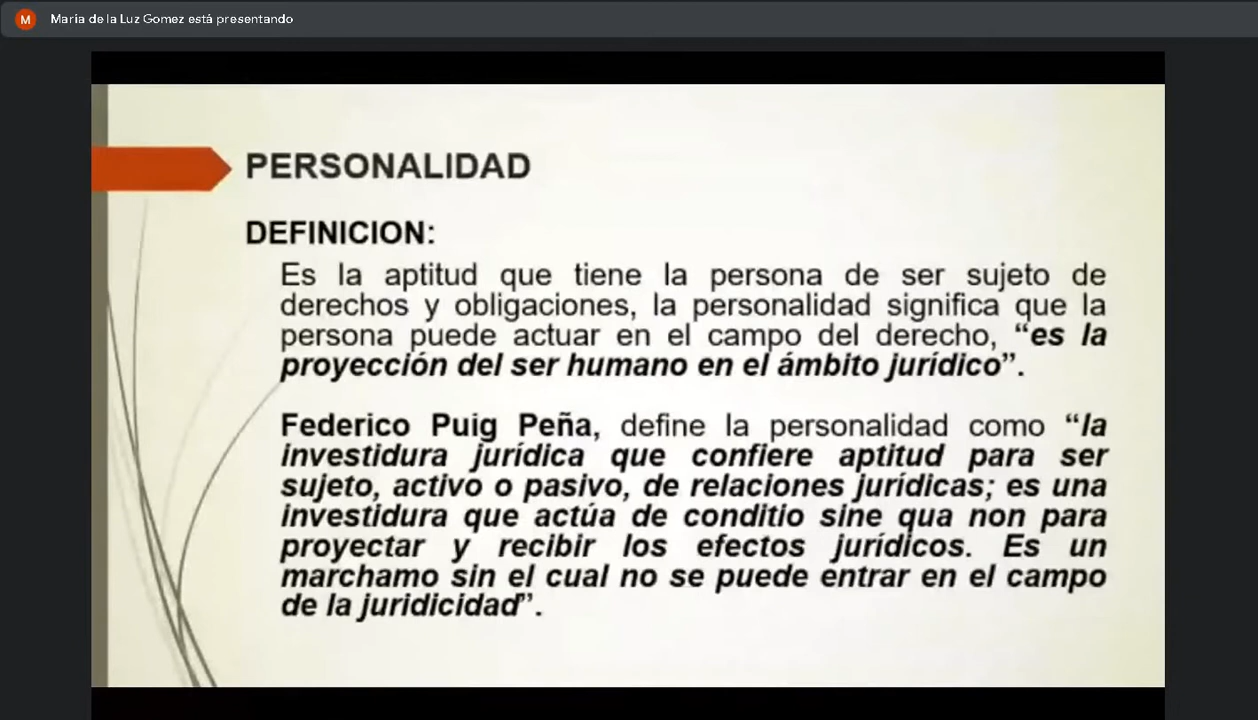 M
Maria de la Luz Gomez está presentando
PERSONALIDAD
DEFINICION:
Es la aptitud que tiene la persona de ser sujeto de
derechos y obligaciones, la personalidad significa que la
persona puede actuar en el campo del derecho, “es la
proyección del ser humano en el ámbito jurídico”.
Federico Puig Peña, define la personalidad como “la
investidura jurídica que confiere aptitud para ser
sujeto, activo o pasivo, de relaciones jurídicas; es una
investidura que actúa de conditio sine qua non para
proyectar y recibir los efectos jurídicos. Es un
marchamo sin el cual no se puede entrar en el campo
de la juridicidad”.